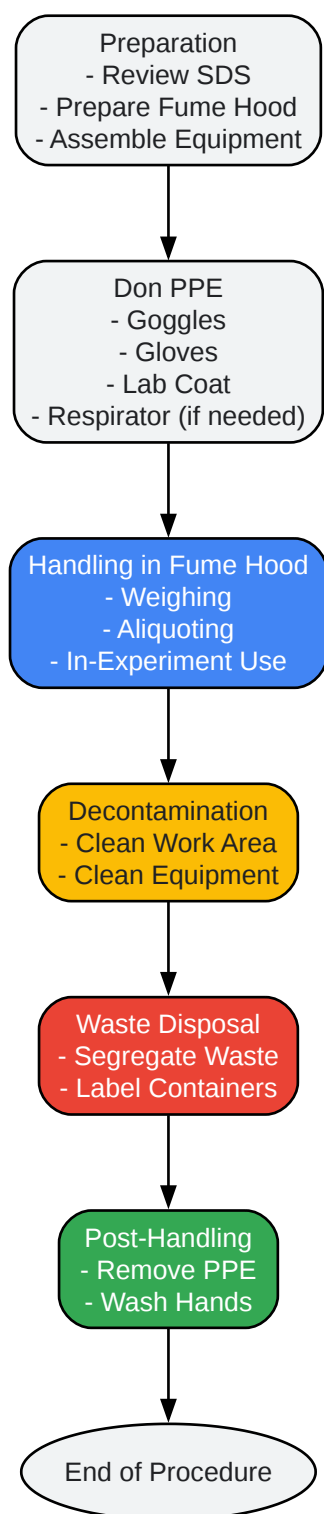 Preparation
- Review SDS
- Prepare Fume Hood
- Assemble Equipment
Don PPE
- Goggles
- Gloves
- Lab Coat
- Respirator (if needed)
Handling in Fume Hood
- Weighing
- Aliquoting
- In-Experiment Use
Decontamination
- Clean Work Area
- Clean Equipment
Waste Disposal
- Segregate Waste
- Label Containers
Post-Handling
- Remove PPE
- Wash Hands
End of Procedure